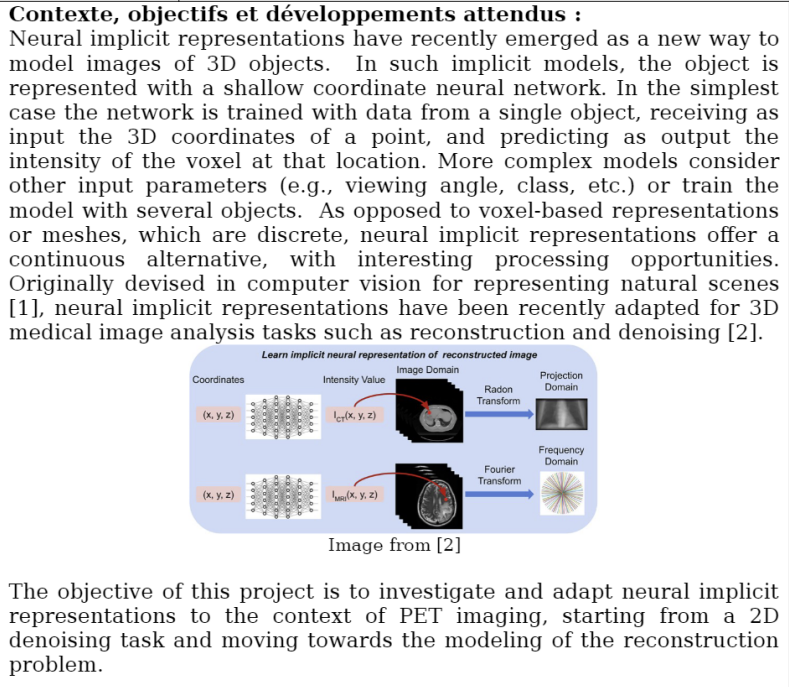 Contexte, objectifs et développements attendus :
Neural implicit representations have recently emerged as a new way to
model images of 3D objects.  In such implicit models, the object is
represented with a shallow coordinate neural network. In the simplest
case the network is trained with data from a single object, receiving as
input the 3D coordinates of a point, and predicting as output the
intensity of the voxel at that location. More complex models consider
other input parameters (e.g., viewing angle, class, etc.) or train the
model with several objects.  As opposed to voxel-based representations
or meshes, which are discrete, neural implicit representations offer a
continuous alternative, with interesting processing opportunities.
Originally devised in computer vision for representing natural scenes
[1], neural implicit representations have been recently adapted for 3D
medical image analysis tasks such as reconstruction and denoising [2].
Learn implicit neural representation of reconstructed image
Coordinates
Intensity Value
Image Domain
Radon
Transform
Projection
Domain
(x, y, z)
I_CT(x, y, z)
Fourier
Transform
Frequency
Domain
(x, y, z)
I_MRI(x, y, z)
Image from [2]
The objective of this project is to investigate and adapt neural implicit
representations to the context of PET imaging, starting from a 2D
denoising task and moving towards the modeling of the reconstruction
problem.